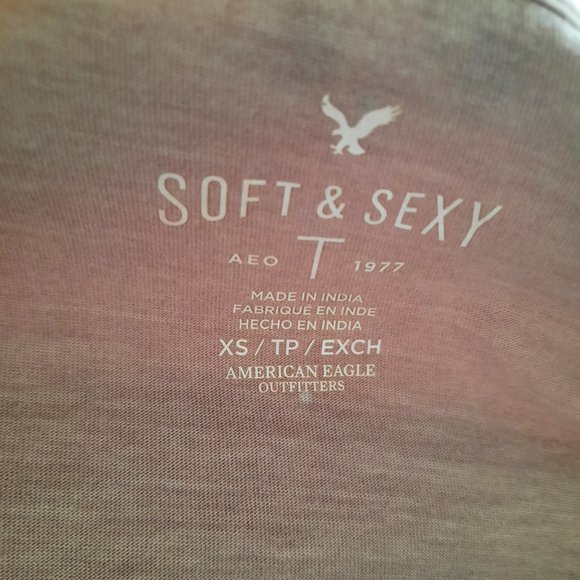 SOFT & SEXY
AEO T 1977
MADE IN INDIA
FABRIQUÉ EN INDE
HECHO EN INDIA
XS / TP / EXCH
AMERICAN EAGLE
OUTFITTERS